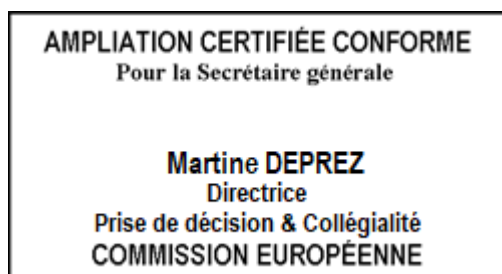 AMPLIATION CERTIFIÉE CONFORME
Pour la Secrétaire générale
Martine DEPREZ
Directrice
Prise de décision & Collégialité
COMMISSION EUROPÉENNE